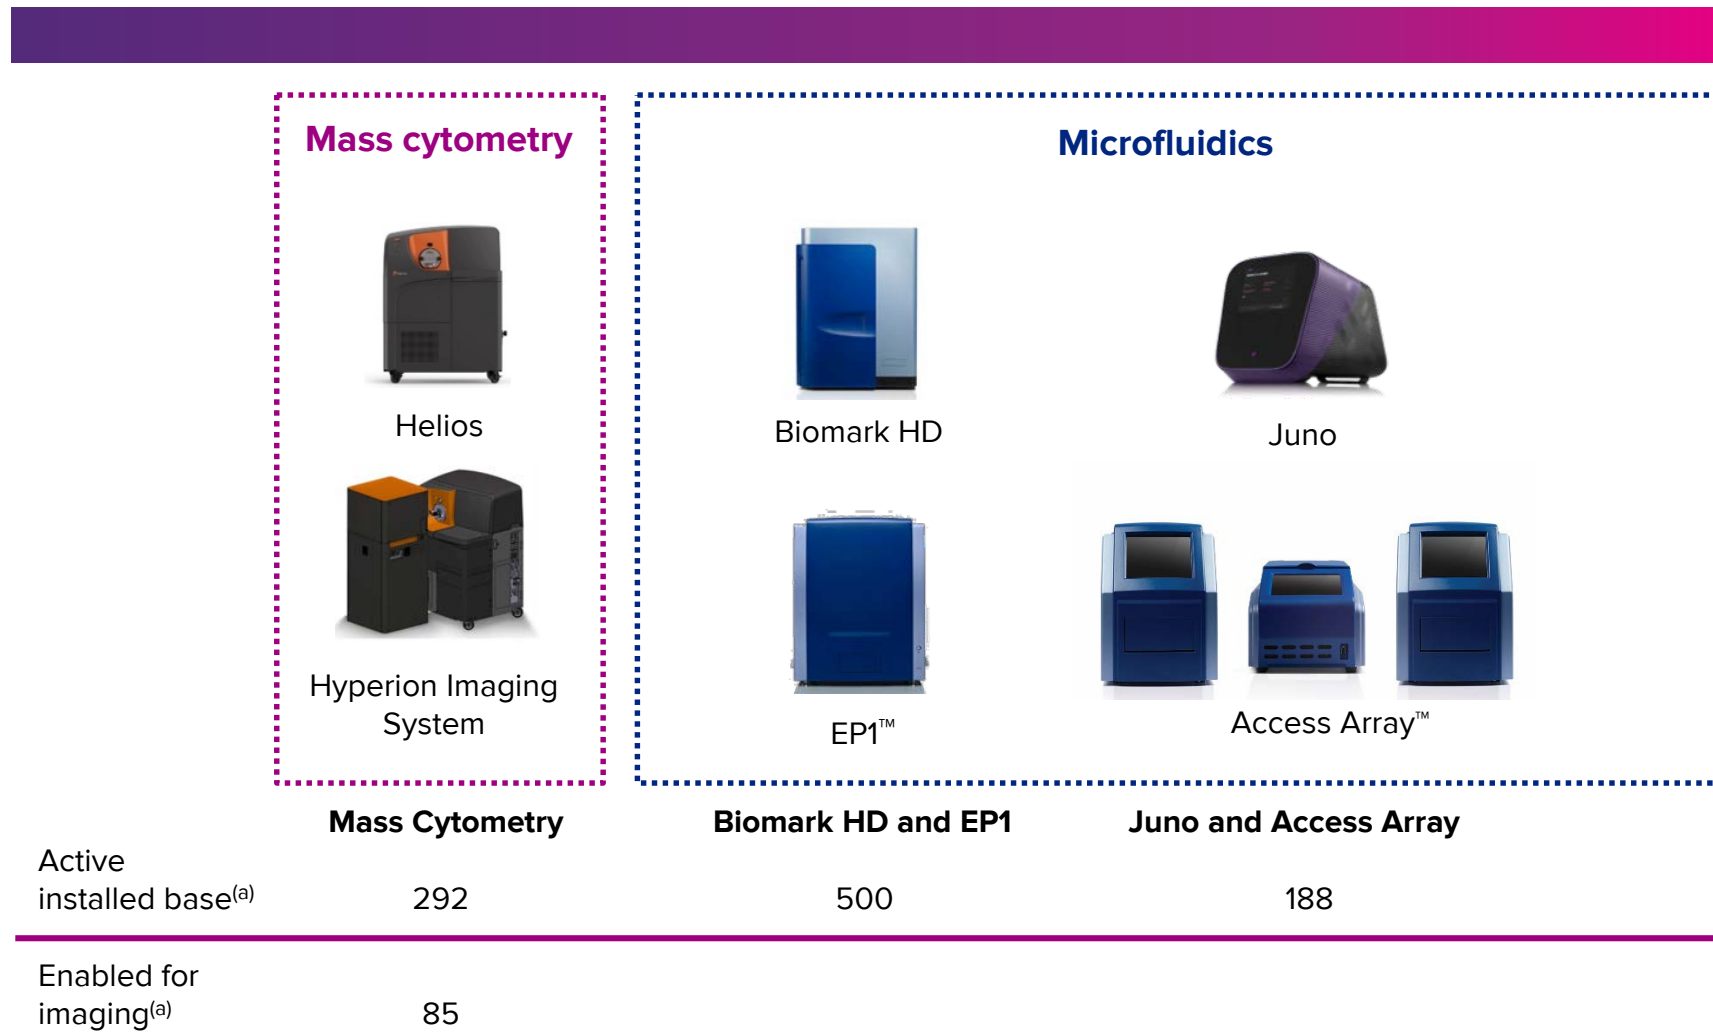 Mass cytometry
Microfluidics
Helios
Biomark HD
Juno
Hyperion Imaging
System
EP1™
Access Array™
Mass Cytometry
Biomark HD and EP1
Juno and Access Array
Active
installed base(a)
292
500
188
Enabled for
imaging(a)
85